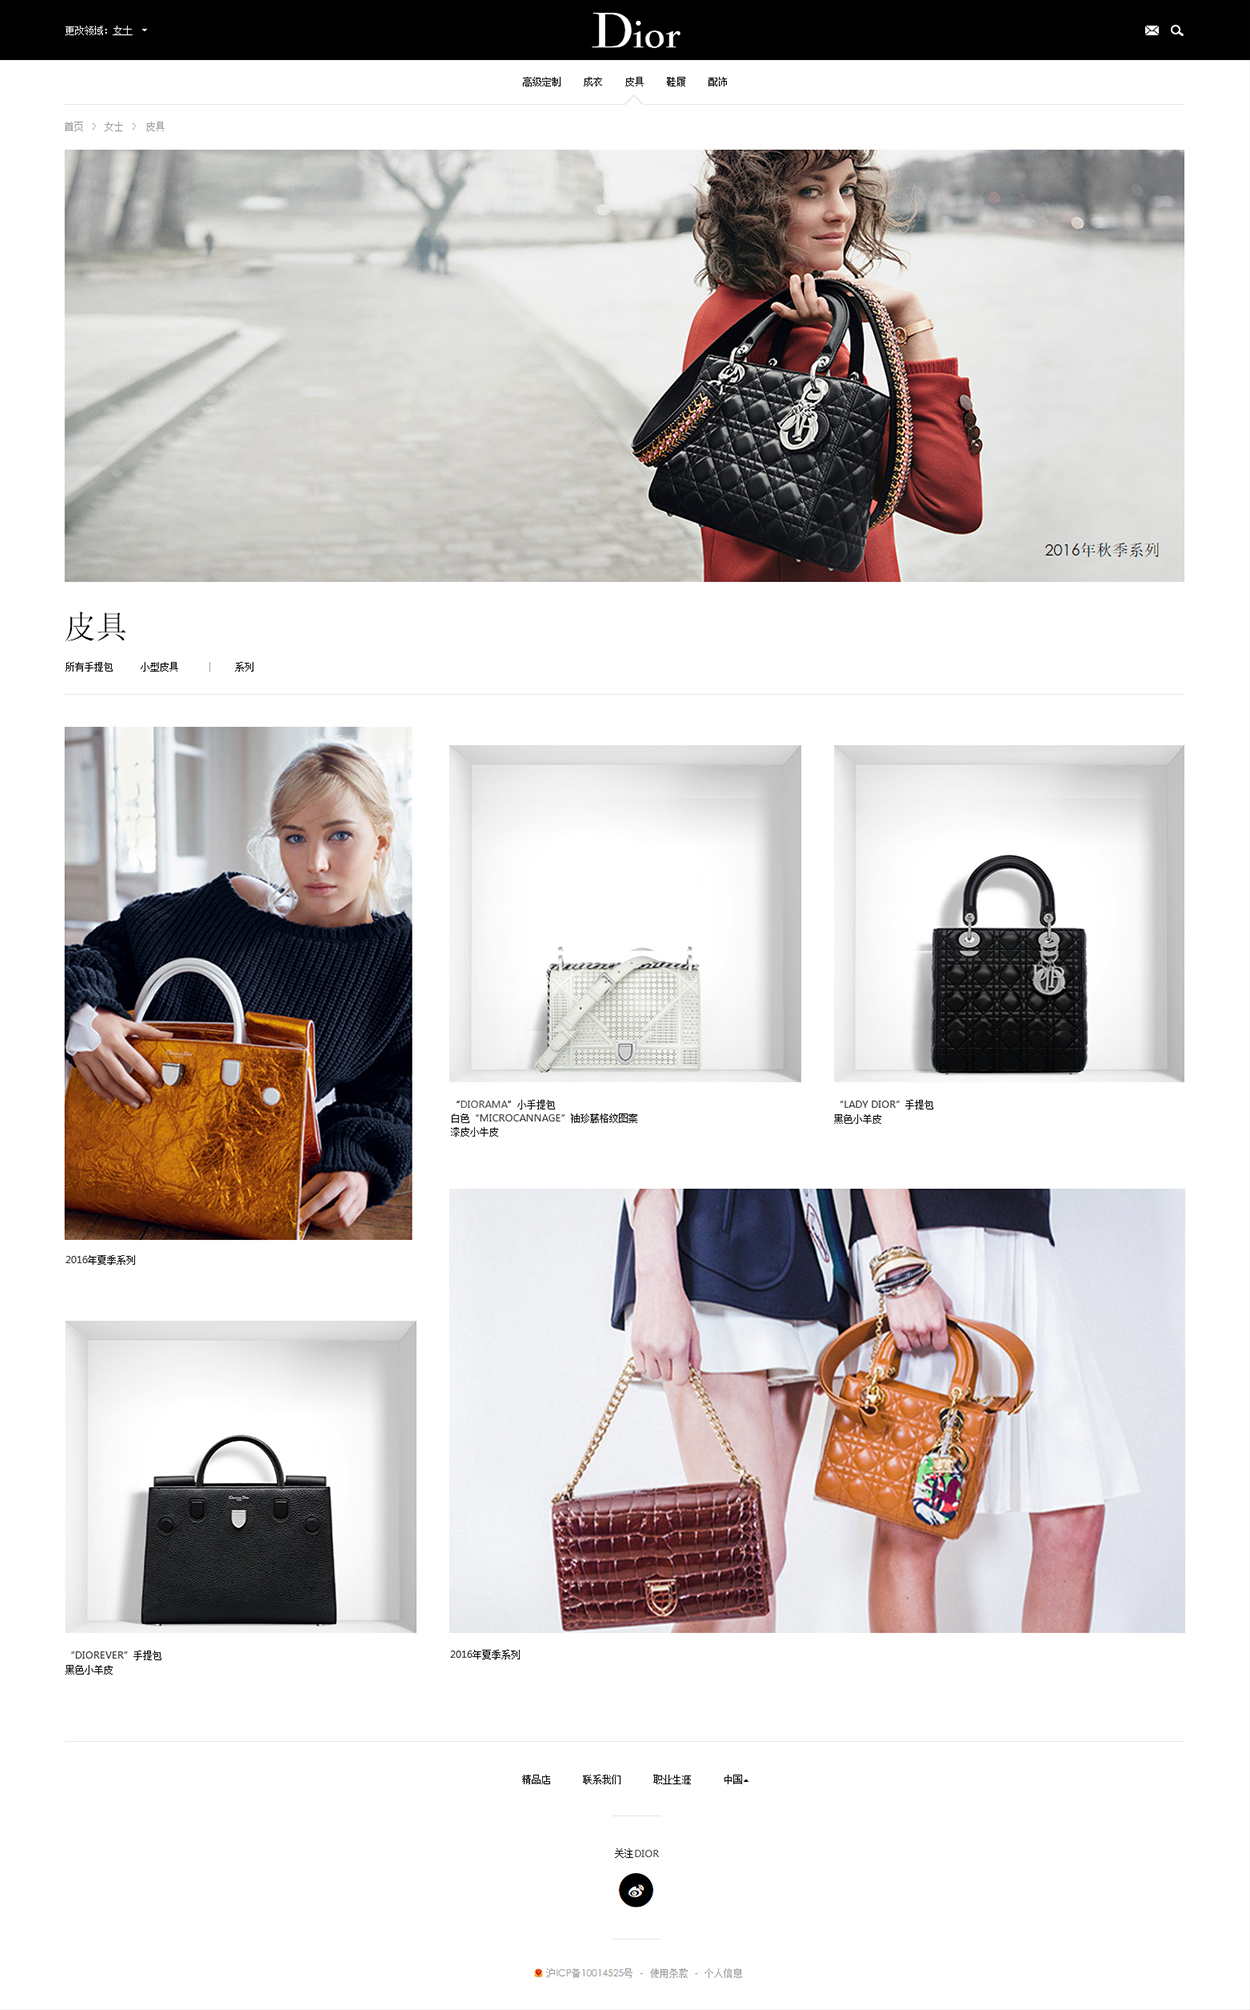 更改领域：女士
Dior
高级定制 成衣 皮具 鞋履 配饰
首页 > 女士 > 皮具
2016年秋季系列
皮具
所有手提包 小型皮具 | 系列
“DIORAMA”小手提包
白色“MICROCANNAGE”袖珍藤格纹图案
漆皮小牛皮
“LADY DIOR”手提包
黑色小羊皮
2016年夏季系列
“DIOREVER”手提包
黑色小羊皮
2016年夏季系列
精品店 联系我们 职业生涯 中国
关注DIOR
沪ICP备10014525号 - 使用条款 - 个人信息